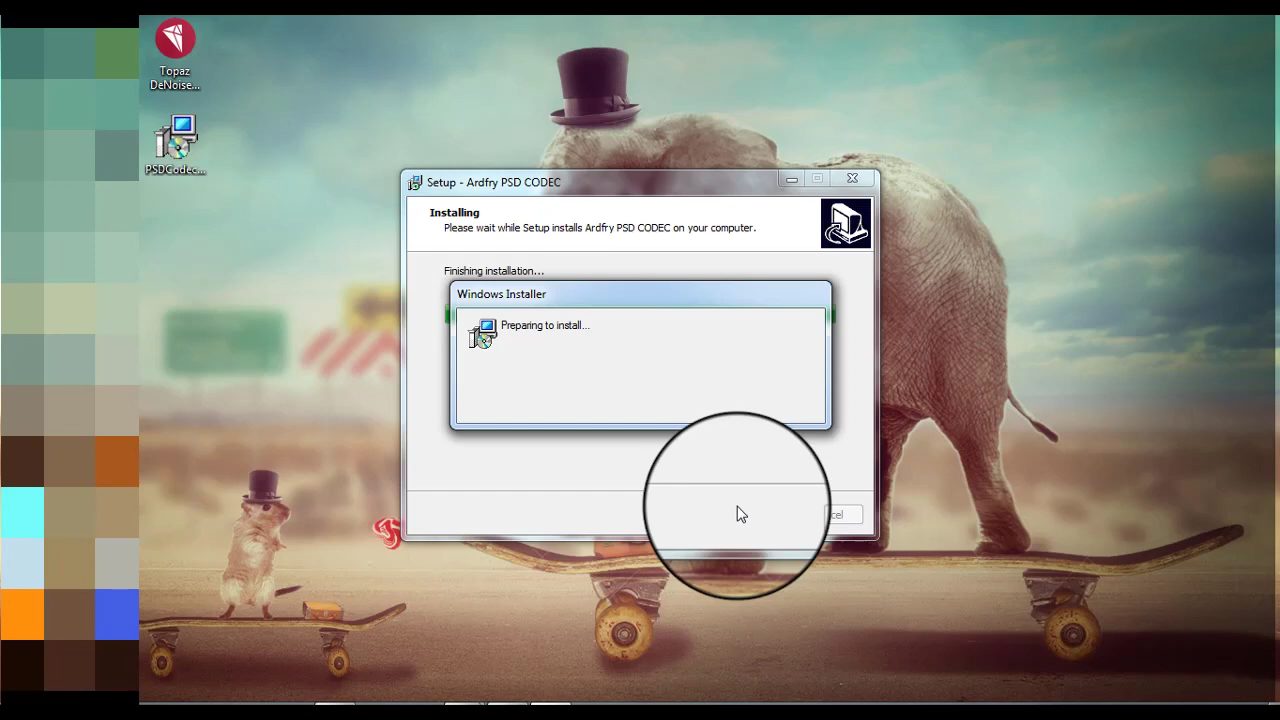 Topaz
DeNoise...
PSDCodec...
Setup - Ardfry PSD CODEC
Installing
Please wait while Setup installs Ardfry PSD CODEC on your computer.
Finishing installation...
Windows Installer
Preparing to install...
cel